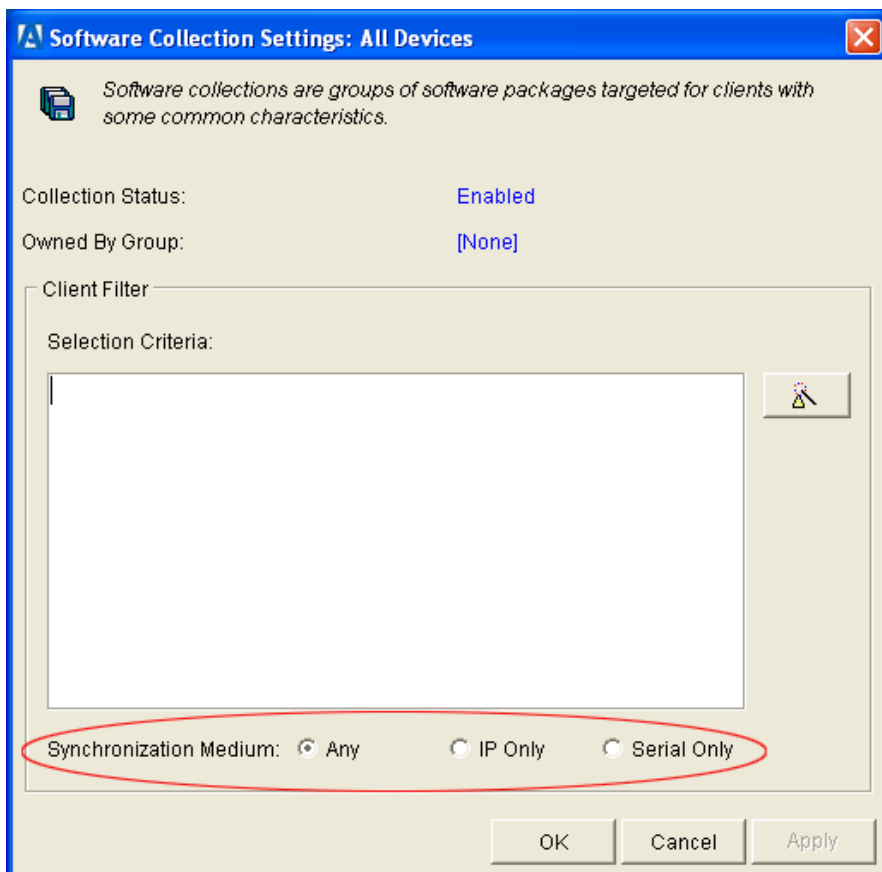 Software Collection Settings: All Devices
Software collections are groups of software packages targeted for clients with
some common characteristics.
Collection Status: Enabled
Owned By Group: [None]
Client Filter
Selection Criteria:
Synchronization Medium: Any IP Only Serial Only
OK Cancel Apply